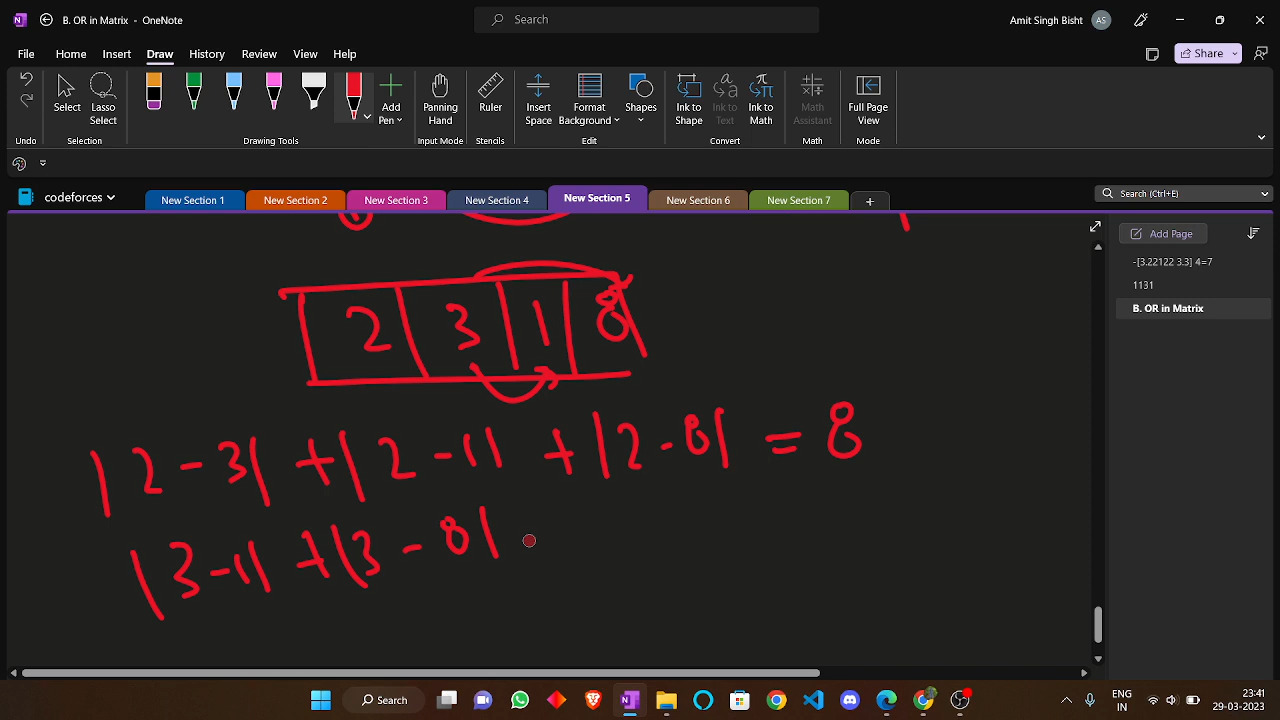 B. OR in Matrix - OneNote
Search
Amit Singh Bisht AS
File Home Insert Draw History Review View Help
Share
Select
Lasso Select
Add Pen
Panning Hand
Ruler
Insert Space
Format Background
Shapes
Ink to Shape
Ink to Text
Ink to Math
Math Assistant
Full Page View
Undo Selection Drawing Tools Input Mode Stencils Edit Convert Math Mode
codeforces
New Section 1 New Section 2 New Section 3 New Section 4 New Section 5 New Section 6 New Section 7 +
Search (Ctrl+E)
Add Page
-[3.22122 3.3] 4=7
1131
B. OR in Matrix
2 3 1 8
|2-3| + |2-1| + |2-8| = 8
|3-1| + |3-8|
Search
ENG IN
23:41
29-03-2023